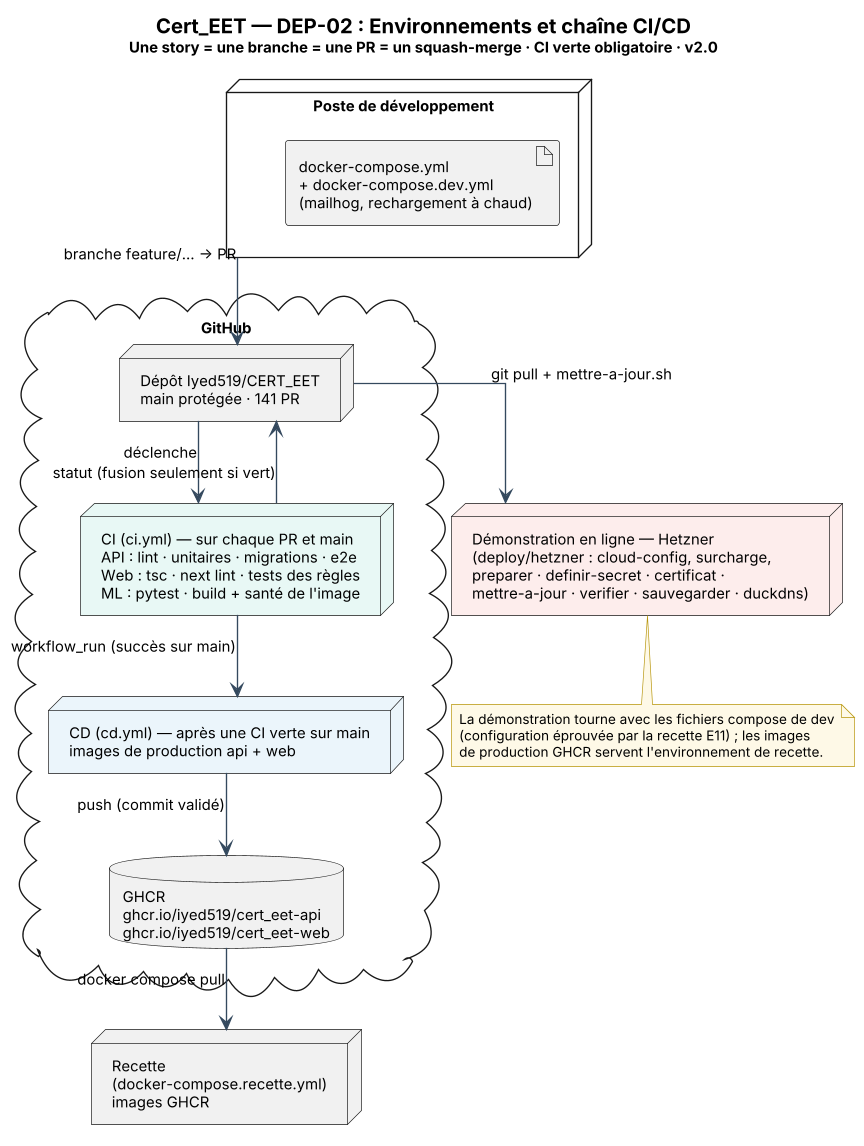 Cert_EET — DEP-02 : Environnements et chaîne CI/CD
Une story = une branche = une PR = un squash-merge · CI verte obligatoire · v2.0
Poste de développement
docker-compose.yml
+ docker-compose.dev.yml
(mailhog, rechargement à chaud)
branche feature/... → PR
GitHub
Dépôt Iyed519/CERT_EET
main protégée · 141 PR
git pull + mettre-a-jour.sh
déclenche
statut (fusion seulement si vert)
CI (ci.yml) — sur chaque PR et main
API : lint · unitaires · migrations · e2e
Web : tsc · next lint · tests des règles
ML : pytest · build + santé de l'image
Démonstration en ligne — Hetzner
(deploy/hetzner : cloud-config, surcharge,
preparer · definir-secret · certificat ·
mettre-a-jour · verifier · sauvegarder · duckdns)
workflow_run (succès sur main)
CD (cd.yml) — après une CI verte sur main
images de production api + web
La démonstration tourne avec les fichiers compose de dev
(configuration éprouvée par la recette E11) ; les images
de production GHCR servent l'environnement de recette.
push (commit validé)
GHCR
ghcr.io/iyed519/cert_eet-api
ghcr.io/iyed519/cert_eet-web
docker compose pull
Recette
(docker-compose.recette.yml)
images GHCR